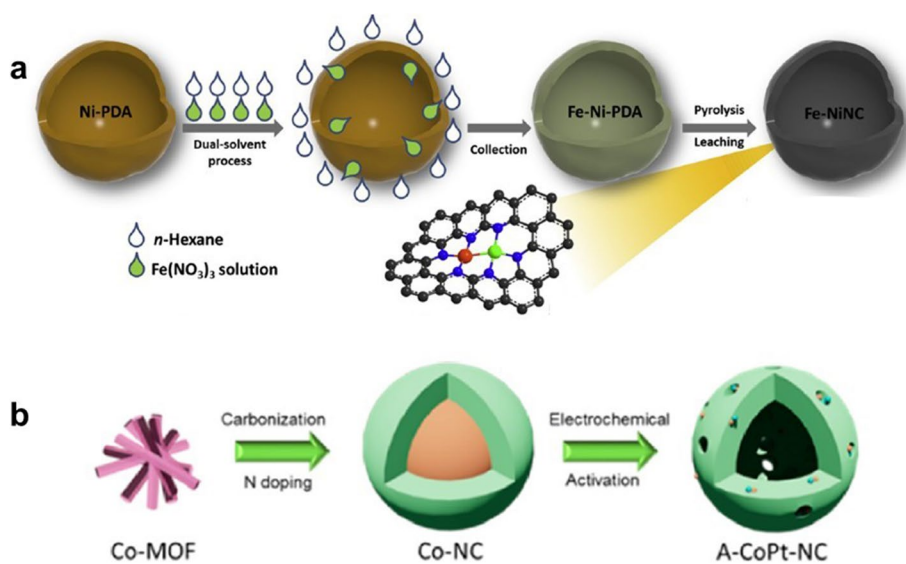 a
Ni-PDA
Dual-solvent
process
Collection
Fe-Ni-PDA
Pyrolysis
Leaching
Fe-NiNC
n-Hexane
Fe(NO₃)₃ solution
b
Carbonization
N doping
Electrochemical
Activation
Co-MOF
Co-NC
A-CoPt-NC